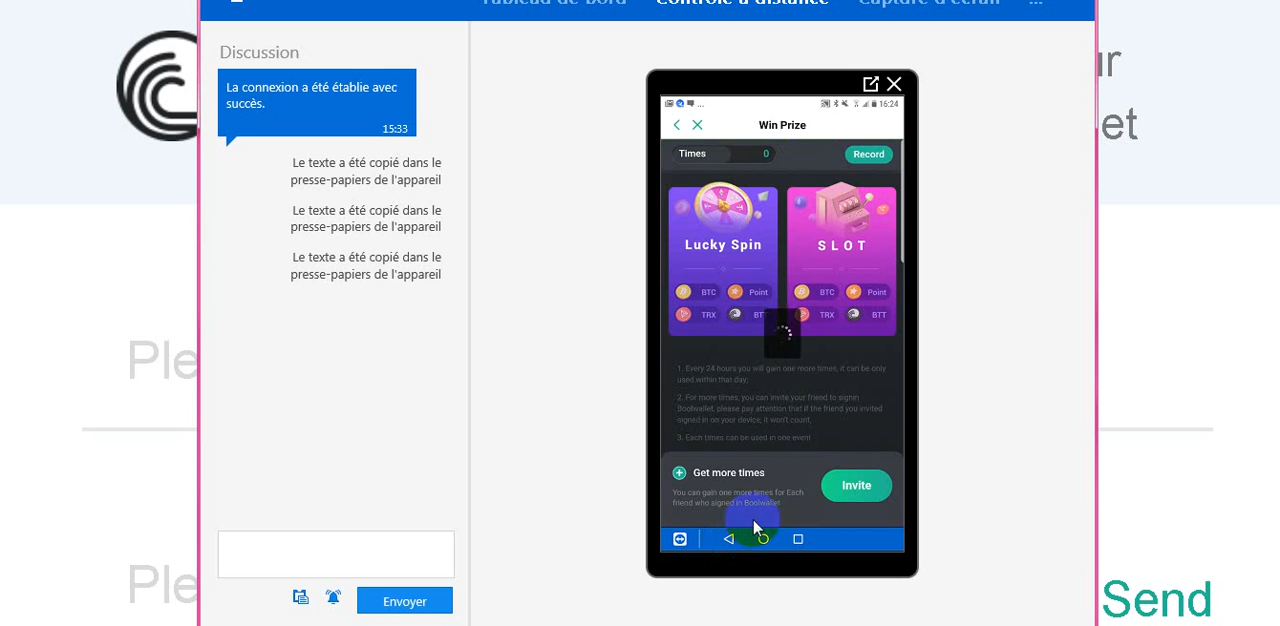 Tableau de bord
Contrôle à distance
Capture d'écran
...
Discussion
La connexion a été établie avec
succès.
15:33
Le texte a été copié dans le
presse-papiers de l'appareil
Le texte a été copié dans le
presse-papiers de l'appareil
Le texte a été copié dans le
presse-papiers de l'appareil
Envoyer
... 16:24
Win Prize
Times 0
Record
Lucky Spin
BTC Point
TRX BT
SLOT
BTC Point
TRX BTT
1. Every 24 hours you will gain one more times, it can be only
used within that day;
2. For more times, you can invite your friend to signin
Boolwallet, please pay attention that if the friend you invited
signed in on your device, it won't count;
3. Each times can be used in one event
Get more times
You can gain one more times for Each
friend who signed in Boolwallet
Invite
ur
et
Ple
Ple
Send